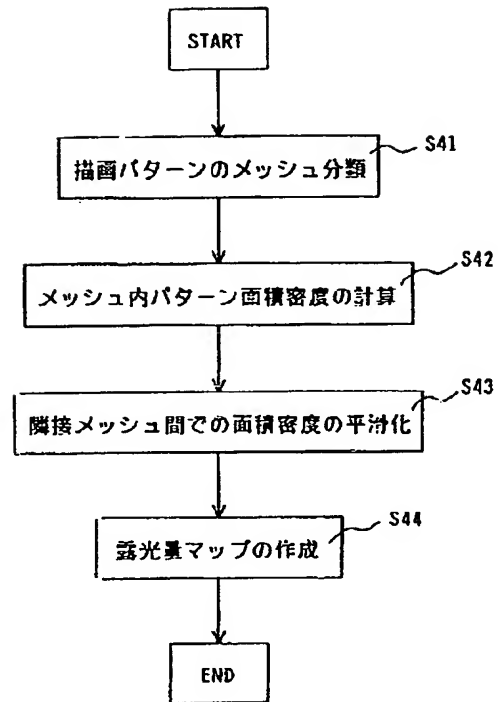 START
S41
描画パターンのメッシュ分類
S42
メッシュ内パターン面積密度の計算
S43
隣接メッシュ間での面積密度の平滑化
S44
露光量マップの作成
END